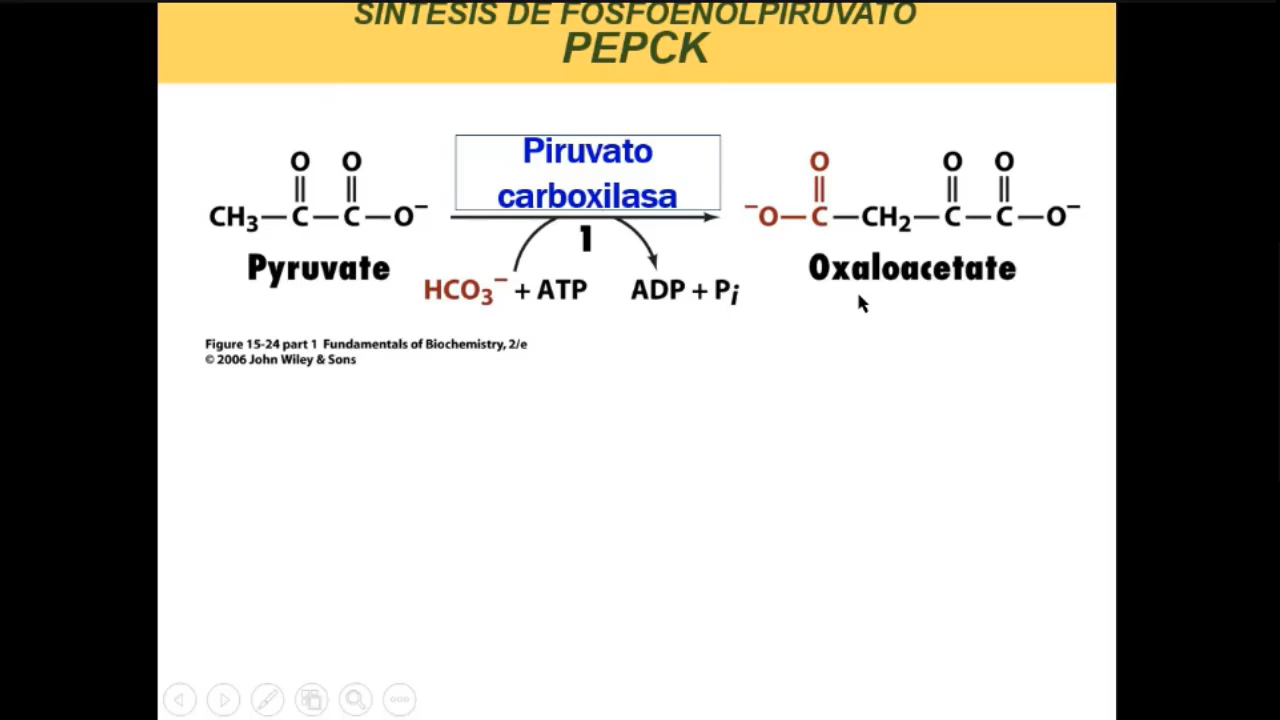 SINTESIS DE FOSFOENOLPIRUVATO
PEPCK
Piruvato
carboxilasa
O O
CH₃—C—C—O⁻
1
Pyruvate
HCO₃⁻ + ATP ADP + Pi
O O O
⁻O—C—CH₂—C—C—O⁻
Oxaloacetate
Figure 15-24 part 1 Fundamentals of Biochemistry, 2/e
© 2006 John Wiley & Sons